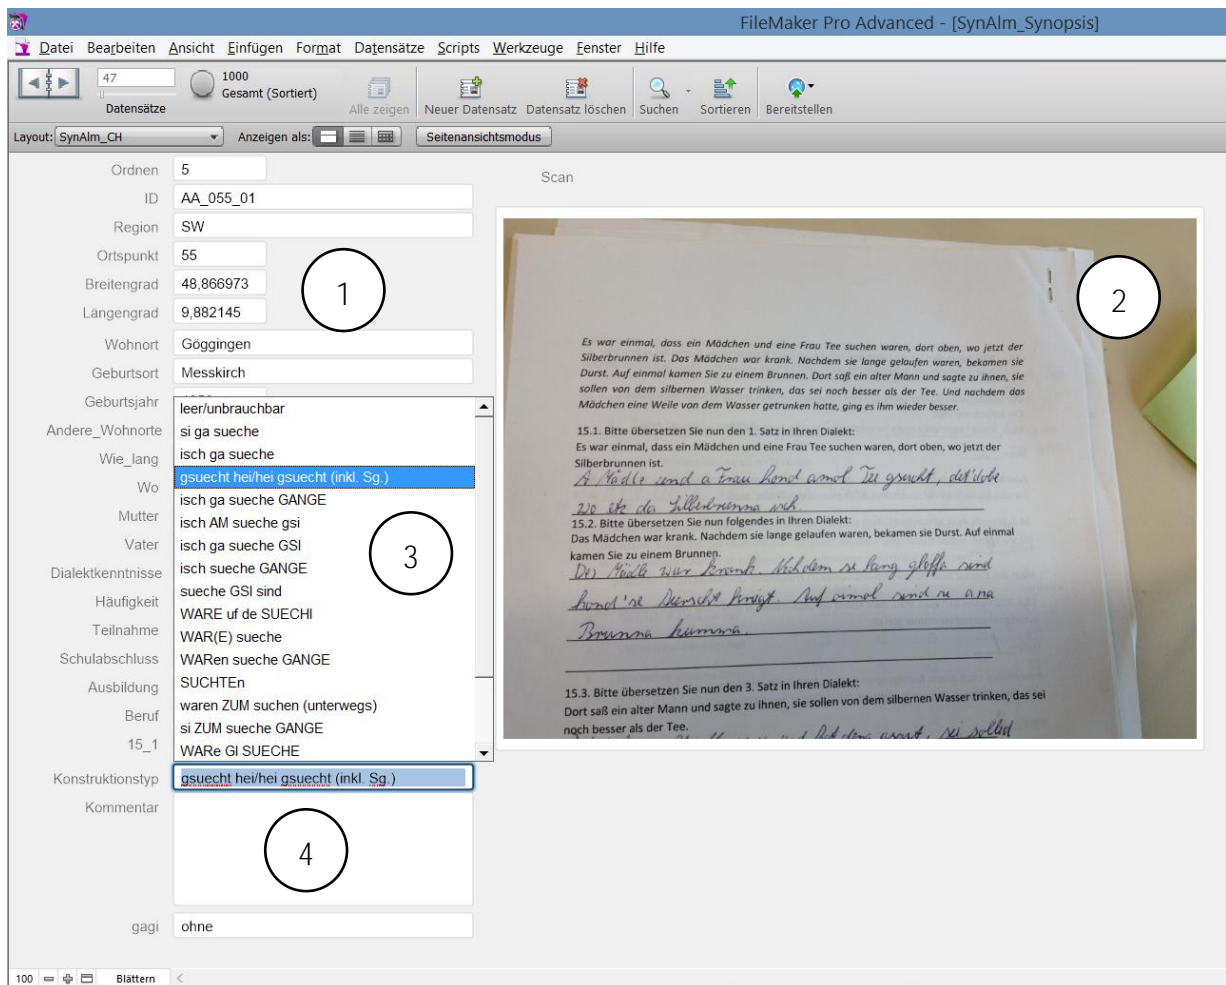 FileMaker Pro Advanced - [SynAlm_Synopsis]
Datei Bearbeiten Ansicht Einfügen Format Datensätze Scripts Werkzeuge Fenster Hilfe
47
Datensätze
1000
Gesamt (Sortiert)
Alle zeigen Neuer Datensatz Datensatz löschen Suchen Sortieren Bereitstellen
Layout: SynAlm_CH Anzeigen als: Seitenansichtsmodus
Ordnen 5
ID AA_055_01
Region SW
Ortspunkt 55
Breitengrad 48,866973
Längengrad 9,882145
Wohnort Göggingen
Geburtsort Messkirch
Geburtsjahr
Andere_Wohnorte
Wie_lang
Wo
Mutter
Vater
Dialektkenntnisse
Häufigkeit
Teilnahme
Schulabschluss
Ausbildung
Beruf
15_1
leer/unbrauchbar
si ga sueche
isch ga sueche
gsuecht hei/hei gsuecht (inkl. Sg.)
isch ga sueche GANGE
isch AM sueche gsi
isch ga sueche GSI
isch sueche GANGE
sueche GSI sind
WARE uf de SUECHI
WAR(E) sueche
WARen sueche GANGE
SUCHTEn
waren ZUM suchen (unterwegs)
si ZUM sueche GANGE
WARe GI SUECHE
Konstruktionstyp gsuecht hei/hei gsuecht (inkl. Sg.)
Kommentar
gagi ohne
100 Blättern
1
2
3
4
Scan
Es war einmal, dass ein Mädchen und eine Frau Tee suchen waren, dort oben, wo jetzt der
Silberbrunnen ist. Das Mädchen war krank. Nachdem sie lange gelaufen waren, bekamen sie
Durst. Auf einmal kamen Sie zu einem Brunnen. Dort saß ein alter Mann und sagte zu ihnen, sie
sollen von dem silbernen Wasser trinken, das sei noch besser als der Tee. Und nachdem das
Mädchen eine Weile von dem Wasser getrunken hatte, ging es ihm wieder besser.
15.1. Bitte übersetzen Sie nun den 1. Satz in Ihren Dialekt:
Es war einmal, dass ein Mädchen und eine Frau Tee suchen waren, dort oben, wo jetzt der
Silberbrunnen ist.
A Mädle und a Frau hond amol Tee gsucht, det dobe
wo etz da Silberbrunna isch.
15.2. Bitte übersetzen Sie nun folgendes in Ihren Dialekt:
Das Mädchen war krank. Nachdem sie lange gelaufen waren, bekamen sie Durst. Auf einmal
kamen Sie zu einem Brunnen.
Des Mädle war krank. se lang gloffa sind
hond 'se Durscht kriegt. Auf oimol sind se ana
Brunna kumma.
15.3. Bitte übersetzen Sie nun den 3. Satz in Ihren Dialekt:
Dort saß ein alter Mann und sagte zu ihnen, sie sollen von dem silbernen Wasser trinken, das sei
noch besser als der Tee.